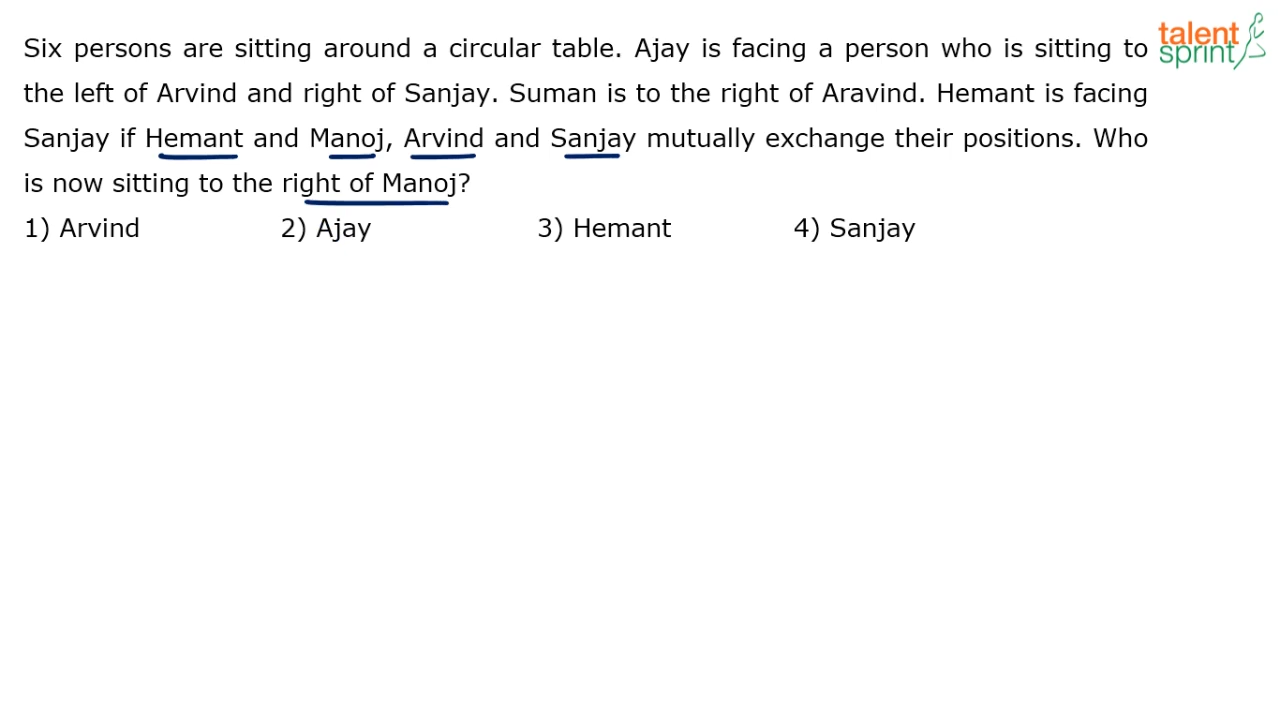 Six persons are sitting around a circular table. Ajay is facing a person who is sitting to
the left of Arvind and right of Sanjay. Suman is to the right of Aravind. Hemant is facing
Sanjay if Hemant and Manoj, Arvind and Sanjay mutually exchange their positions. Who
is now sitting to the right of Manoj?
1) Arvind 2) Ajay 3) Hemant 4) Sanjay
talent
sprint